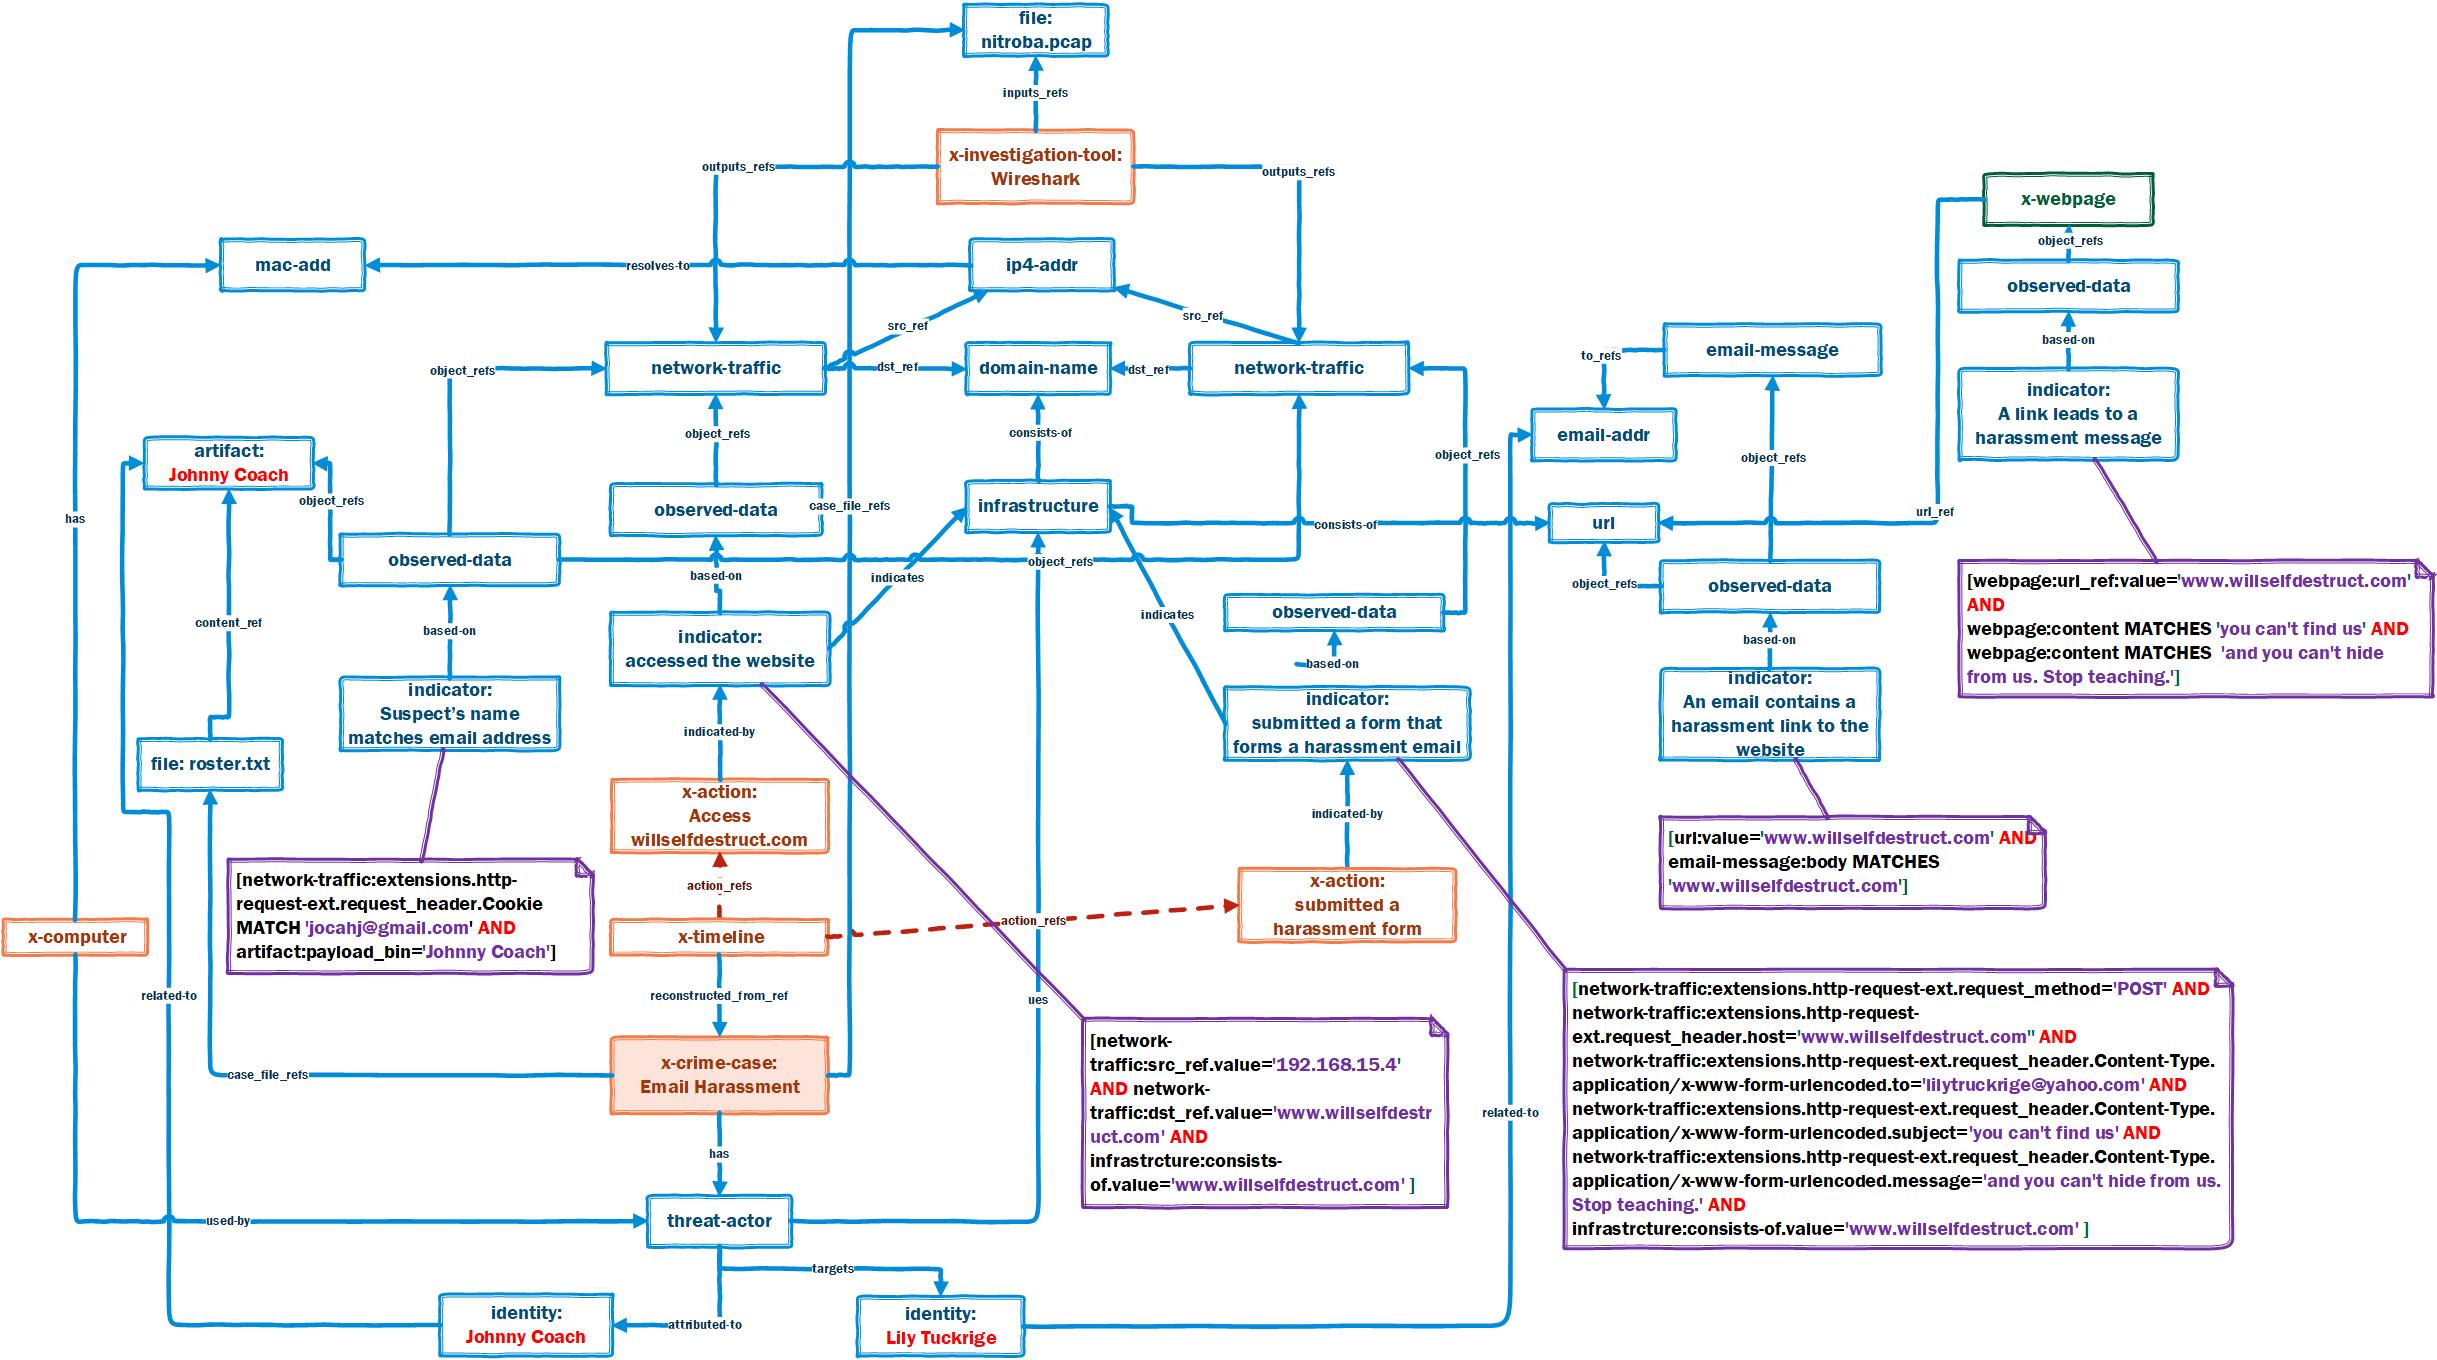 file:
nitroba.pcap
inputs_refs
x-investigation-tool:
Wireshark
outputs_refs
outputs_refs
x-webpage
object_refs
mac-add
resolves-to
ip4-addr
observed-data
src_ref
src_ref
based-on
network-traffic
dst_ref
domain-name
dst_ref
network-traffic
to_refs
email-message
object_refs
indicator:
A link leads to a
harassment message
object_refs
consists-of
email-addr
object_refs
object_refs
artifact:
Johnny Coach
object_refs
observed-data
case_file_refs
infrastructure
consists-of
url
url_ref
has
observed-data
object_refs
based-on
indicates
object_refs
observed-data
[webpage:url_ref:value='www.willselfdestruct.com'
AND
webpage:content MATCHES 'you can't find us' AND
webpage:content MATCHES  'and you can't hide
from us. Stop teaching.']
content_ref
based-on
indicator:
accessed the website
indicates
observed-data
based-on
based-on
indicator:
Suspect's name
matches email address
indicated-by
indicator:
submitted a form that
forms a harassment email
indicator:
An email contains a
harassment link to the
website
file: roster.txt
x-action:
Access
willselfdestruct.com
indicated-by
[url:value='www.willselfdestruct.com' AND
email-message:body MATCHES
'www.willselfdestruct.com']
[network-traffic:extensions.http-
request-ext.request_header.Cookie
MATCH 'jocahj@gmail.com' AND
artifact:payload_bin='Johnny Coach']
action_refs
x-action:
submitted a
harassment form
x-computer
x-timeline
action_refs
related-to
reconstructed_from_ref
ues
[network-traffic:extensions.http-request-ext.request_method='POST' AND
network-traffic:extensions.http-request-
ext.request_header.host='www.willselfdestruct.com" AND
network-traffic:extensions.http-request-ext.request_header.Content-Type.
application/x-www-form-urlencoded.to='lilytruckrige@yahoo.com' AND
network-traffic:extensions.http-request-ext.request_header.Content-Type.
application/x-www-form-urlencoded.subject='you can't find us' AND
network-traffic:extensions.http-request-ext.request_header.Content-Type.
application/x-www-form-urlencoded.message='and you can't hide from us.
Stop teaching.' AND
infrastrcture:consists-of.value='www.willselfdestruct.com' ]
[network-
traffic:src_ref.value='192.168.15.4'
AND network-
traffic:dst_ref.value='www.willselfdestr
uct.com' AND
infrastrcture:consists-
of.value='www.willselfdestruct.com' ]
case_file_refs
x-crime-case:
Email Harassment
related-to
has
used-by
threat-actor
targets
identity:
Johnny Coach
attributed-to
identity:
Lily Tuckrige